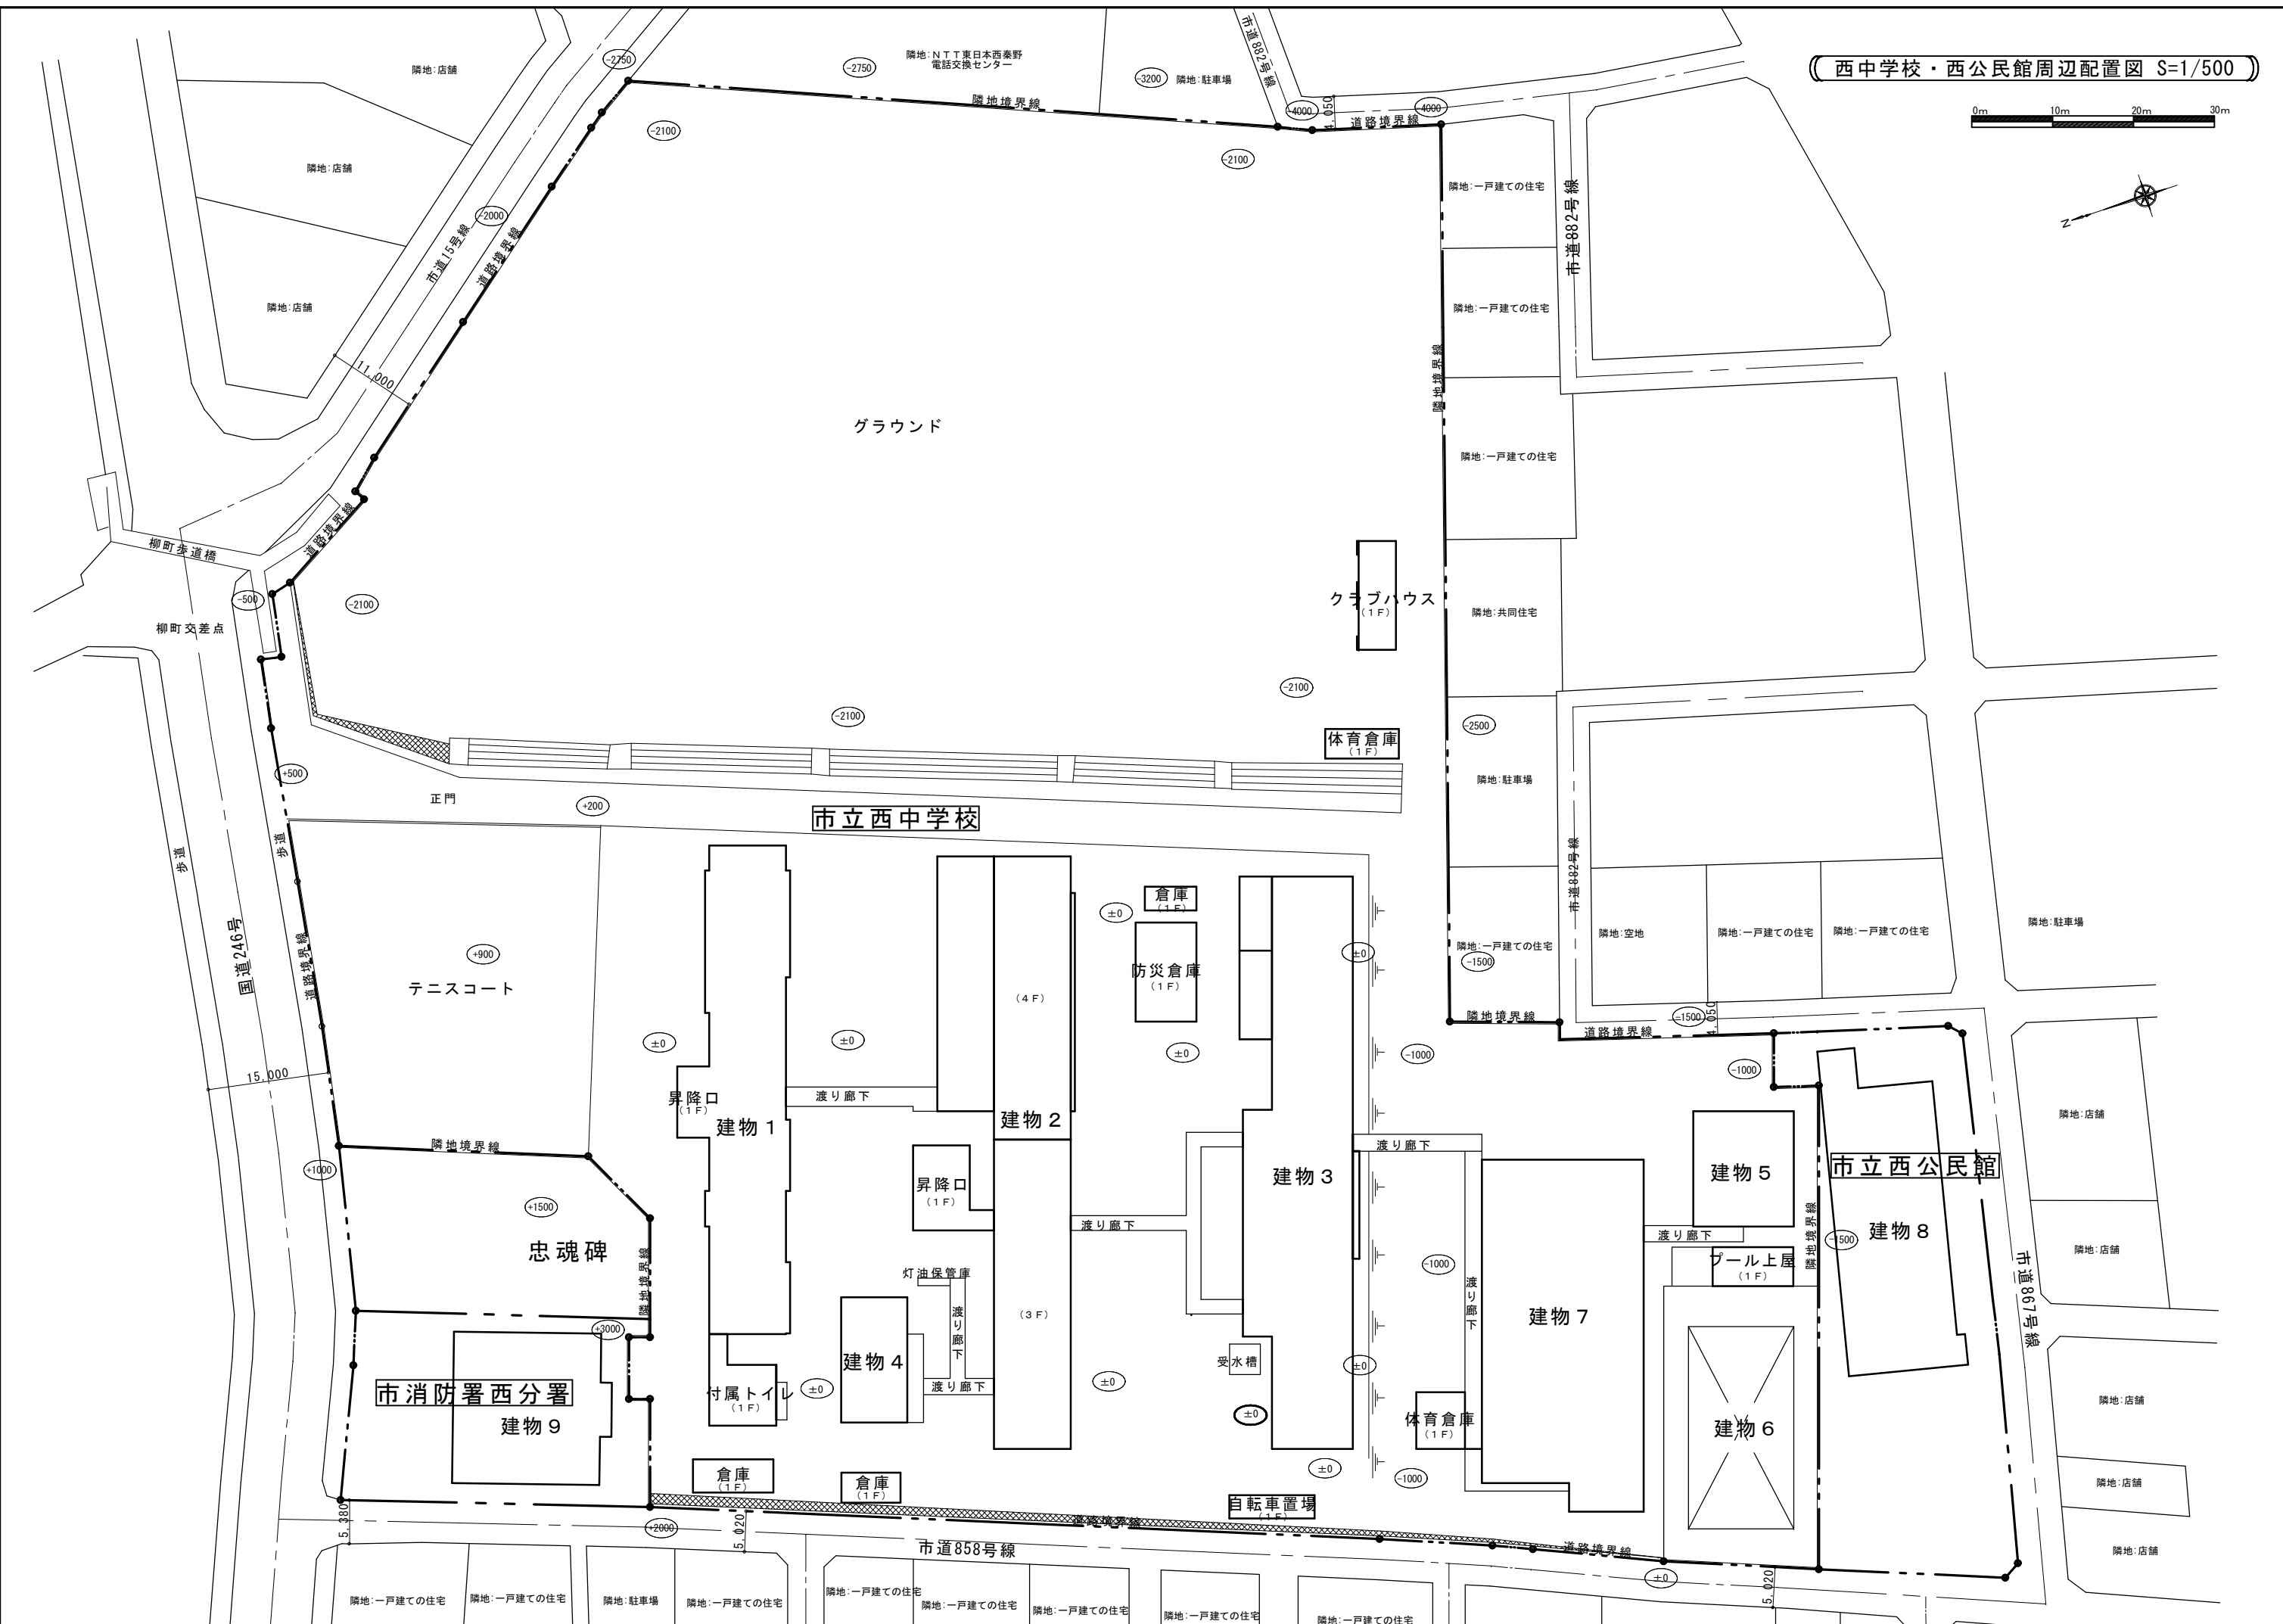 西中学校・西公民館周辺配置図 S=1/500
0m 10m 20m 30m
N
隣地:店舗
隣地:店舗
隣地:店舗
-2750
-2750
隣地:ＮＴＴ東日本西秦野
電話交換センター
-3200
隣地:駐車場
市道882号線
隣地境界線
-4000
4.050
-4000
道路境界線
-2100
-2100
-2000
市道15号線
道路境界線
11,000
グラウンド
隣地:一戸建ての住宅
市道882号線
隣地:一戸建ての住宅
隣地境界線
隣地:一戸建ての住宅
道路境界線
柳町歩道橋
-500
柳町交差点
-2100
クラブハウス
(１Ｆ)
隣地:共同住宅
-2100
-2100
体育倉庫
(１Ｆ)
-2500
隣地:駐車場
+500
正門
+200
市立西中学校
歩道
歩道
国道246号
道路境界線
+900
テニスコート
倉庫
(１Ｆ)
±0
防災倉庫
(１Ｆ)
±0
市道882号線
隣地:一戸建ての住宅
-1500
隣地:空地
隣地:一戸建ての住宅
隣地:一戸建ての住宅
隣地:駐車場
(４Ｆ)
隣地境界線
道路境界線
-1500
4.050
±0
±0
±0
-1000
-1000
15,000
昇降口
(１Ｆ)
建物１
渡り廊下
建物２
隣地境界線
+1000
+1500
忠魂碑
隣地境界線
昇降口
(１Ｆ)
渡り廊下
建物３
渡り廊下
建物５
渡り廊下
プール上屋
(１Ｆ)
隣地境界線
市立西公民館
-1500
建物８
隣地:店舗
隣地:店舗
市道867号線
灯油保管庫
渡り廊下
(３Ｆ)
-1000
渡り廊下
建物７
+3000
建物４
受水槽
±0
市消防署西分署
建物９
付属トイレ
(１Ｆ)
±0
渡り廊下
±0
±0
体育倉庫
(１Ｆ)
建物６
隣地:店舗
倉庫
(１Ｆ)
倉庫
(１Ｆ)
±0
-1000
隣地:店舗
自転車置場
(１Ｆ)
5.380
+2000
5.020
道路境界線
市道858号線
道路境界線
±0
5.020
隣地:店舗
隣地:一戸建ての住宅
隣地:一戸建ての住宅
隣地:駐車場
隣地:一戸建ての住宅
隣地:一戸建ての住宅
隣地:一戸建ての住宅
隣地:一戸建ての住宅
隣地:一戸建ての住宅
隣地:一戸建ての住宅